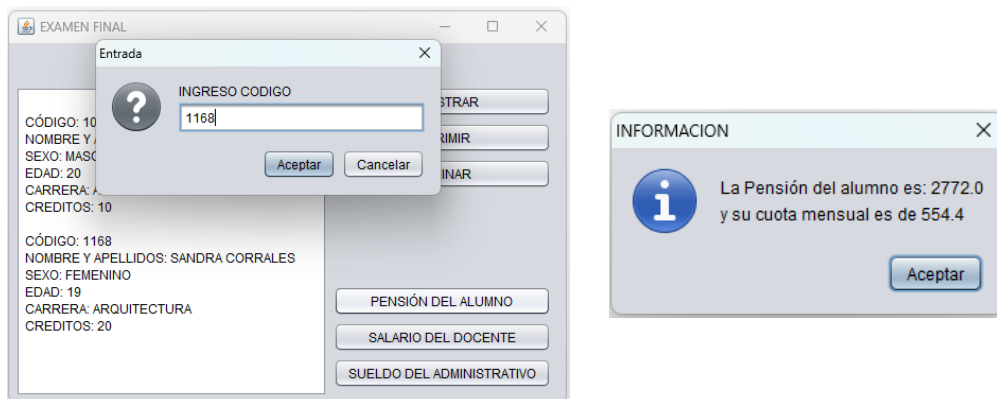 EXAMEN FINAL
Entrada
INGRESO CODIGO
1168
Aceptar
Cancelar
CÓDIGO: 10
NOMBRE Y
SEXO: MASC
EDAD: 20
CARRERA:
CREDITOS: 10
CÓDIGO: 1168
NOMBRE Y APELLIDOS: SANDRA CORRALES
SEXO: FEMENINO
EDAD: 19
CARRERA: ARQUITECTURA
CREDITOS: 20
STRAR
RIMIR
INAR
PENSIÓN DEL ALUMNO
SALARIO DEL DOCENTE
SUELDO DEL ADMINISTRATIVO
INFORMACION
La Pensión del alumno es: 2772.0
y su cuota mensual es de 554.4
Aceptar